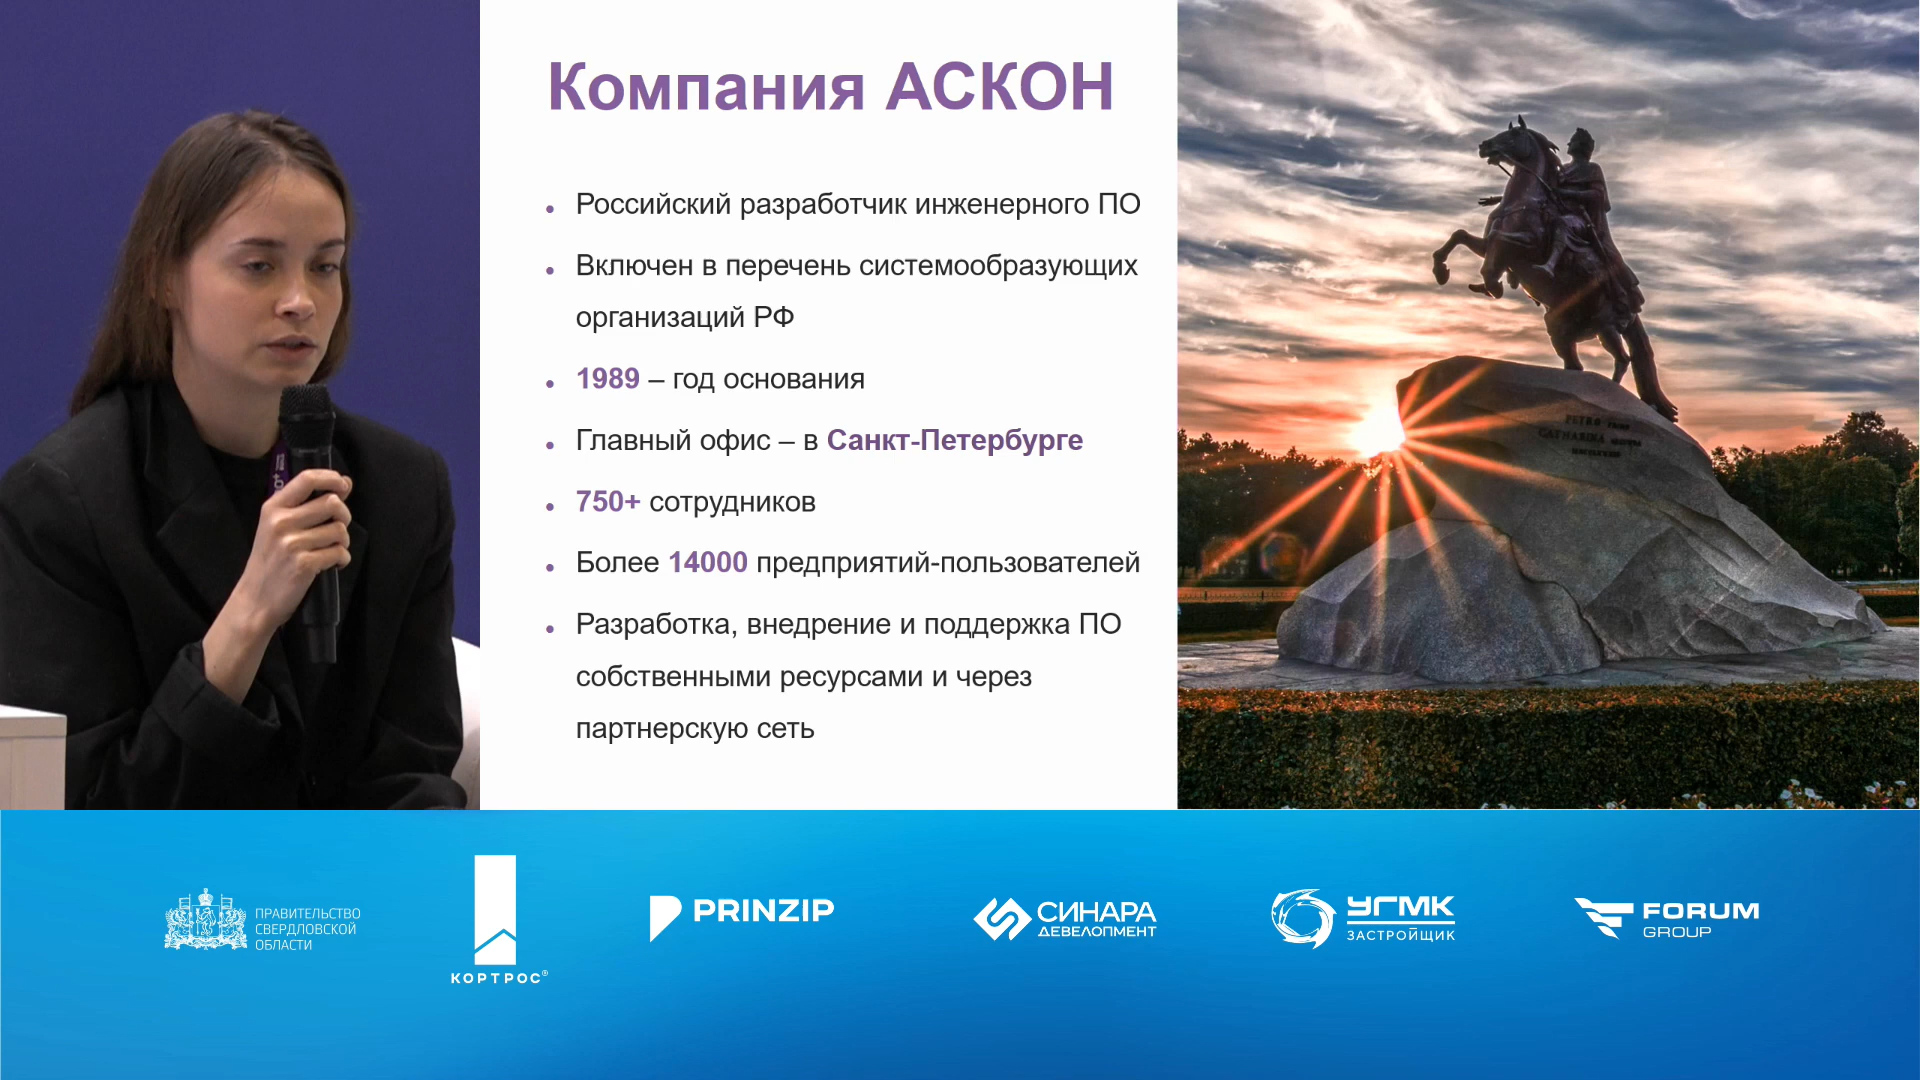 Компания АСКОН
Российский разработчик инженерного ПО
Включен в перечень системообразующих
организаций РФ
1989 – год основания
Главный офис – в Санкт-Петербурге
750+ сотрудников
Более 14000 предприятий-пользователей
Разработка, внедрение и поддержка ПО
собственными ресурсами и через
партнерскую сеть
PETRO
CATHARINA
ПРАВИТЕЛЬСТВО
СВЕРДЛОВСКОЙ
ОБЛАСТИ
КОРТРОС®
PRINZIP
СИНАРА
ДЕВЕЛОПМЕНТ
УГМК
ЗАСТРОЙЩИК
FORUM
GROUP